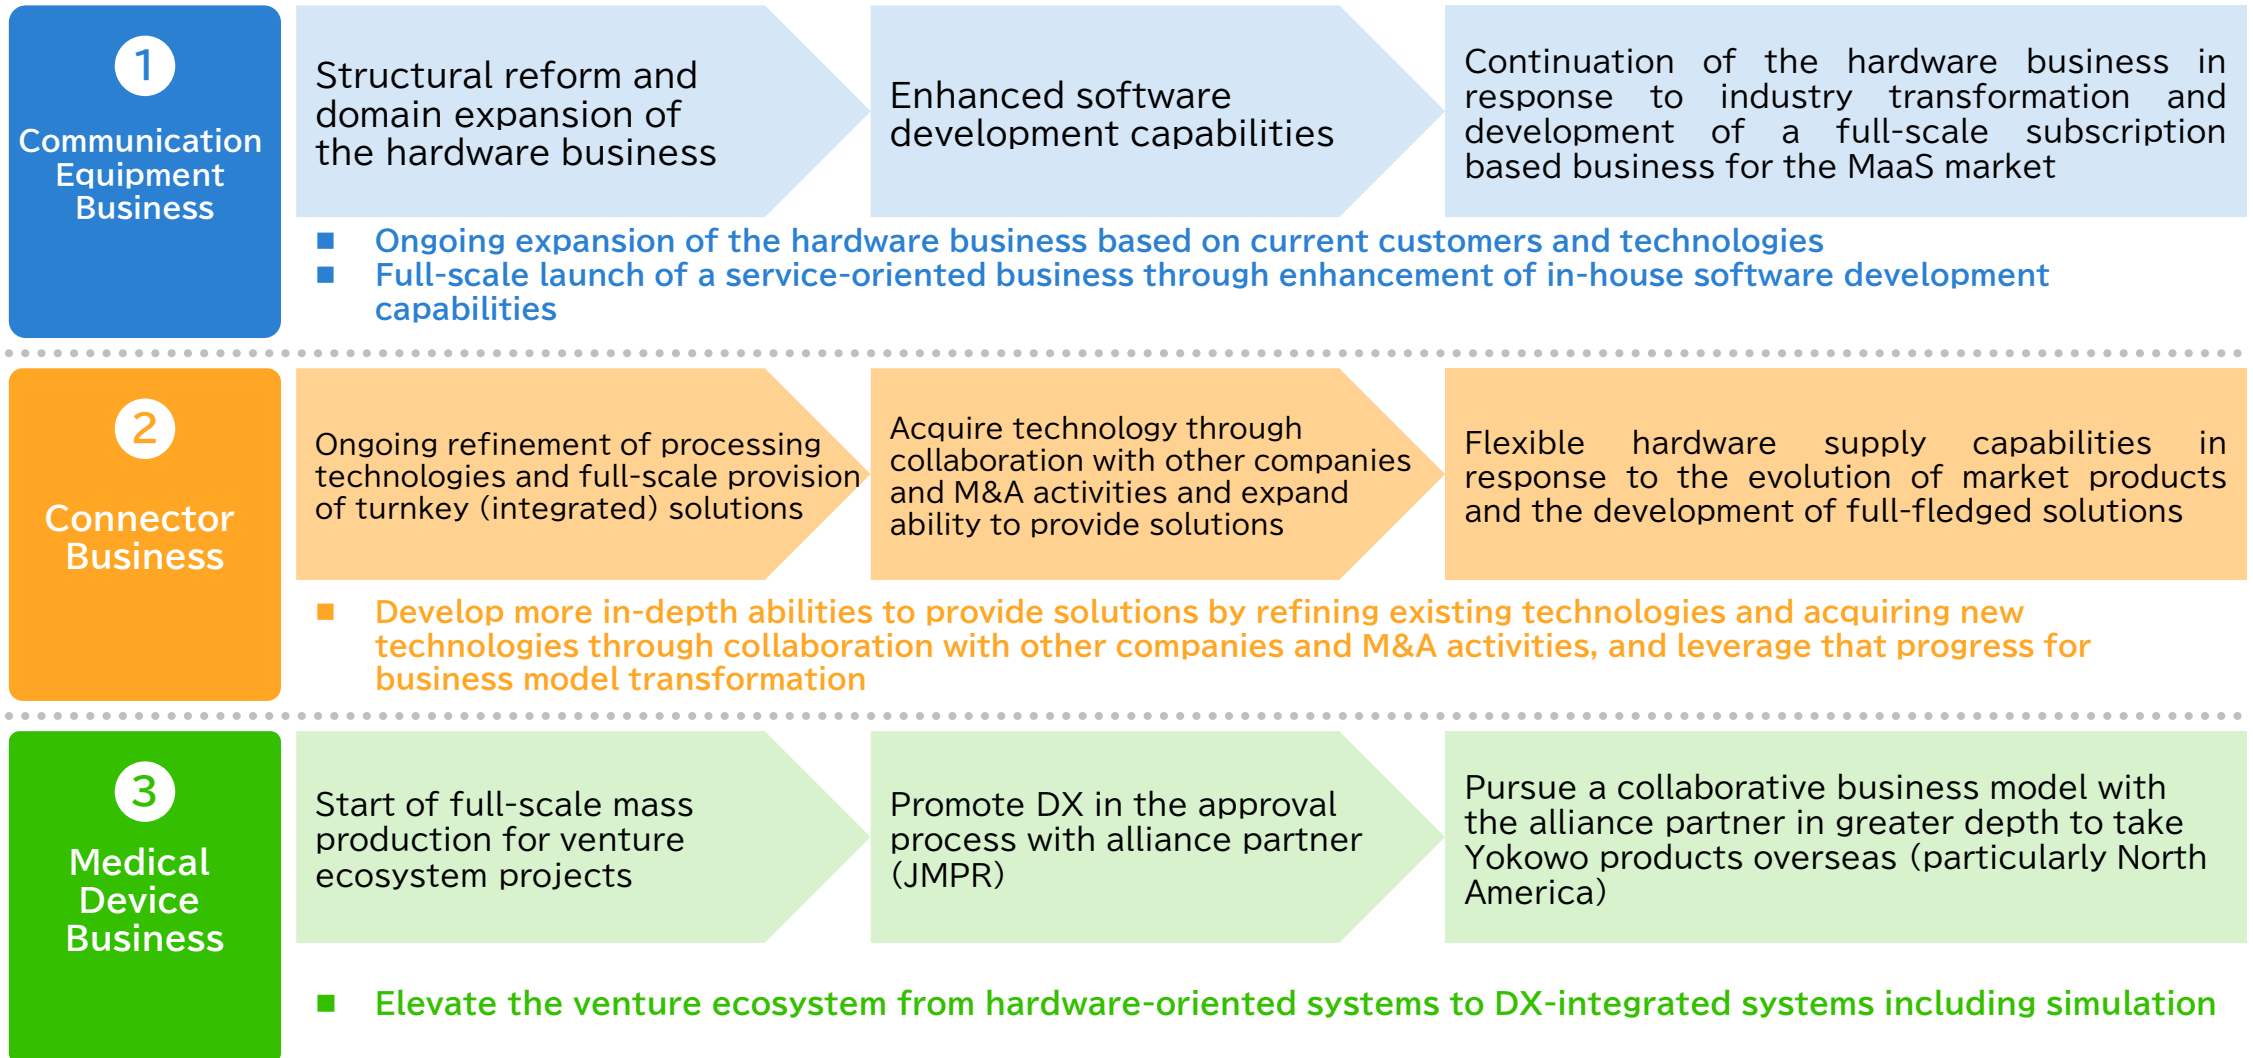 1
Communication
Equipment
Business
Structural reform and
domain expansion of
the hardware business
Enhanced software
development capabilities
Continuation of the hardware business in
response to industry transformation and
development of a full-scale subscription
based business for the MaaS market
■ Ongoing expansion of the hardware business based on current customers and technologies
■ Full-scale launch of a service-oriented business through enhancement of in-house software development
capabilities
2
Connector
Business
Ongoing refinement of processing
technologies and full-scale provision
of turnkey (integrated) solutions
Acquire technology through
collaboration with other companies
and M&A activities and expand
ability to provide solutions
Flexible hardware supply capabilities in
response to the evolution of market products
and the development of full-fledged solutions
■ Develop more in-depth abilities to provide solutions by refining existing technologies and acquiring new
technologies through collaboration with other companies and M&A activities, and leverage that progress for
business model transformation
3
Medical
Device
Business
Start of full-scale mass
production for venture
ecosystem projects
Promote DX in the approval
process with alliance partner
(JMPR)
Pursue a collaborative business model with
the alliance partner in greater depth to take
Yokowo products overseas (particularly North
America)
■ Elevate the venture ecosystem from hardware-oriented systems to DX-integrated systems including simulation